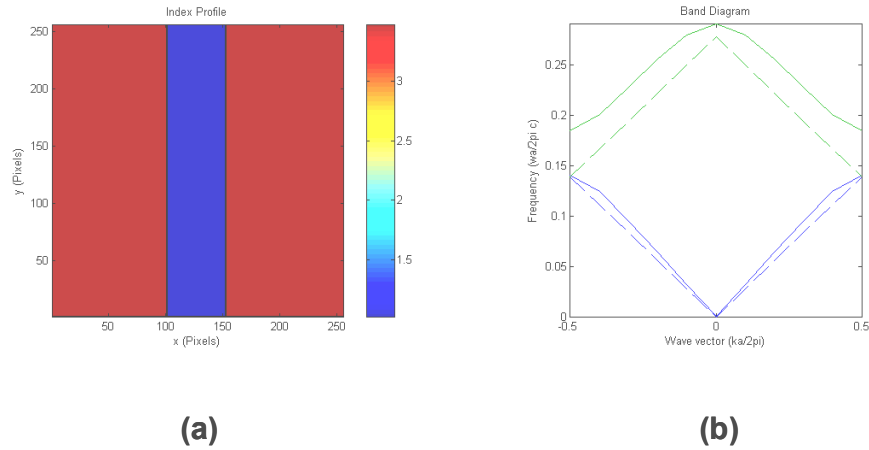 Index Profile
250
200
150
100
50
50
100
150
200
250
x (Pixels)
y (Pixels)
3
2.5
2
1.5
Band Diagram
0.25
0.2
0.15
0.1
0.05
0
-0.5
0
0.5
Wave vector (ka/2pi)
Frequency (wa/2pi c)
(a)
(b)